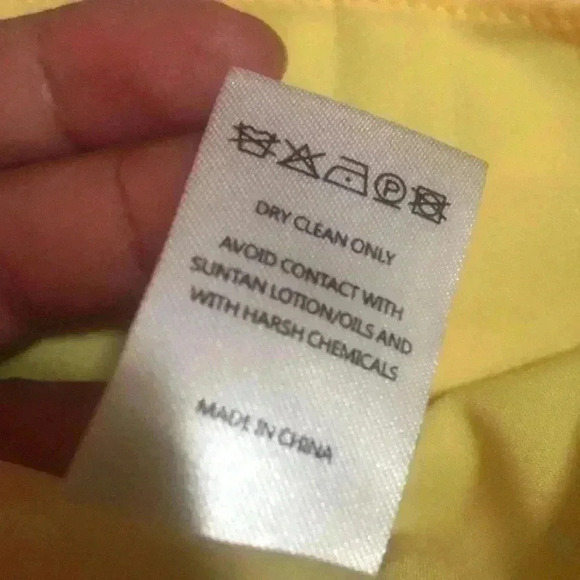 P
DRY CLEAN ONLY
AVOID CONTACT WITH
SUNTAN LOTION/OILS AND
WITH HARSH CHEMICALS
MADE IN CHINA